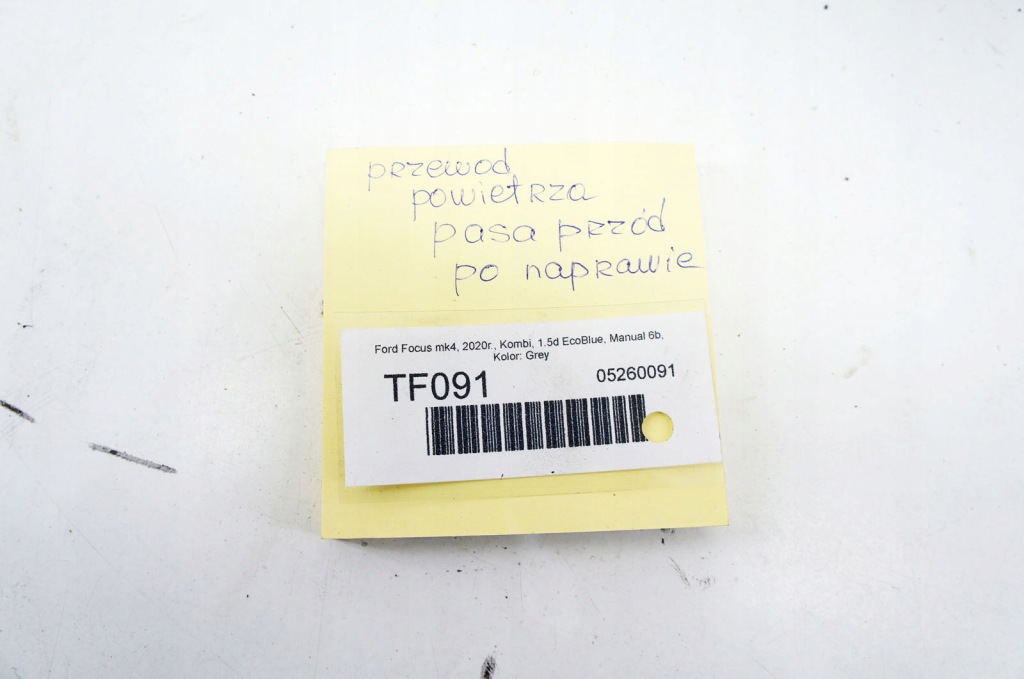 przewod
powietrza
pasa przód
po naprawie
Ford Focus mk4, 2020r., Kombi, 1.5d EcoBlue, Manual 6b,
Kolor: Grey
TF091 05260091